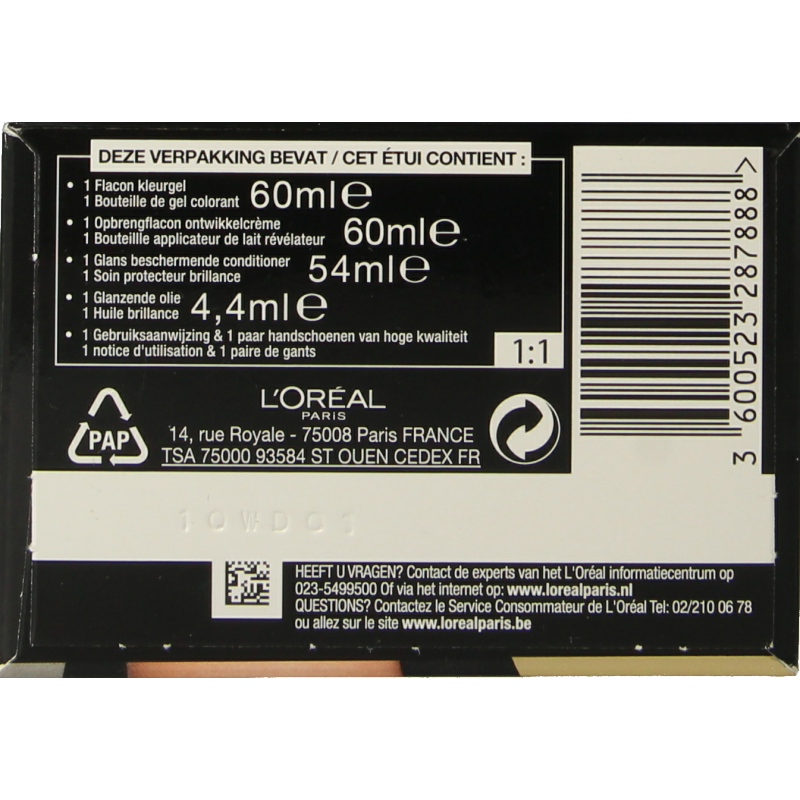 DEZE VERPAKKING BEVAT / CET ÉTUI CONTIENT :
• 1 Flacon kleurgel
1 Bouteille de gel colorant 60ml℮
• 1 Opbrengflacon ontwikkelcrème
1 Bouteillle applicateur de lait révélateur 60ml℮
• 1 Glans beschermende conditioner
1 Soin protecteur brillance 54ml℮
• 1 Glanzende olie
1 Huile brillance 4,4ml℮
• 1 Gebruiksaanwijzing & 1 paar handschoenen van hoge kwaliteit
1 notice d'utilisation & 1 paire de gants
1:1
3 600523 287888 >
PAP
L'ORÉAL
PARIS
14, rue Royale - 75008 Paris FRANCE
TSA 75000 93584 ST OUEN CEDEX FR
10WD01
HEEFT U VRAGEN? Contact de experts van het L'Oréal informatiecentrum op
023-5499500 Of via het internet op: www.lorealparis.nl
QUESTIONS? Contactez le Service Consommateur de L'Oréal Tel: 02/210 06 78
ou allez sur le site www.lorealparis.be